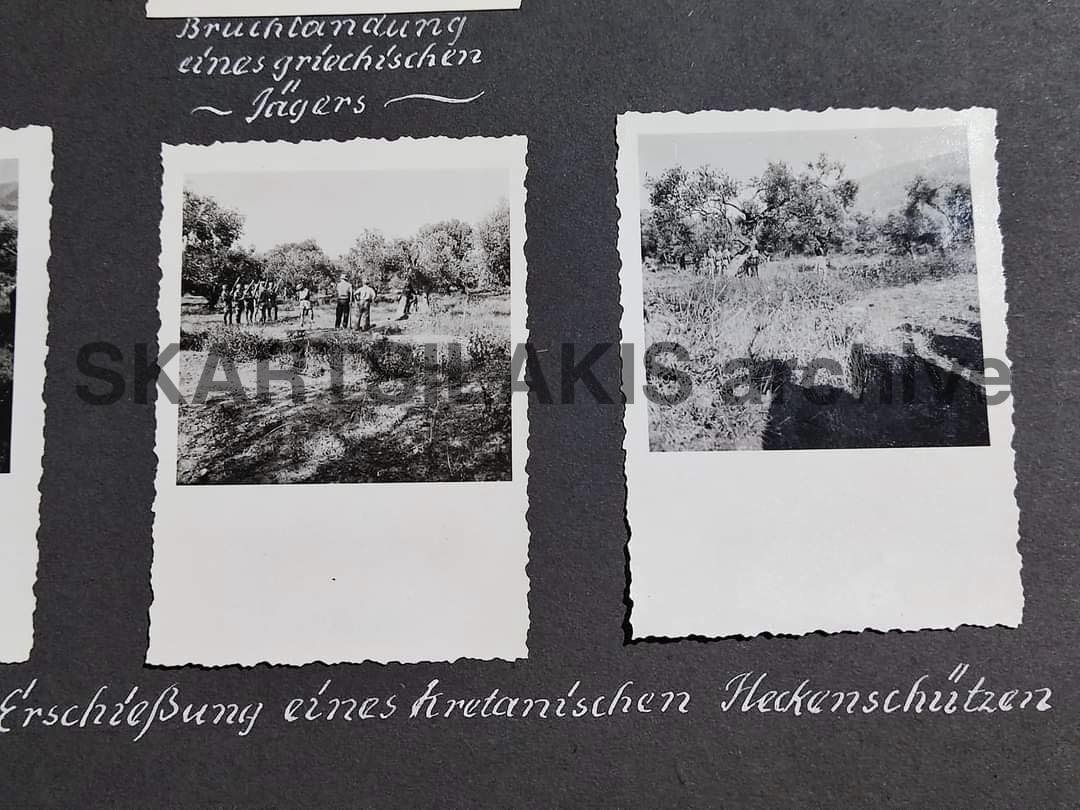 Bruchlandung
eines griechischen
~ Jägers ~
SKARTSILAKIS archive
Erschießung eines kretanischen Heckenschützen